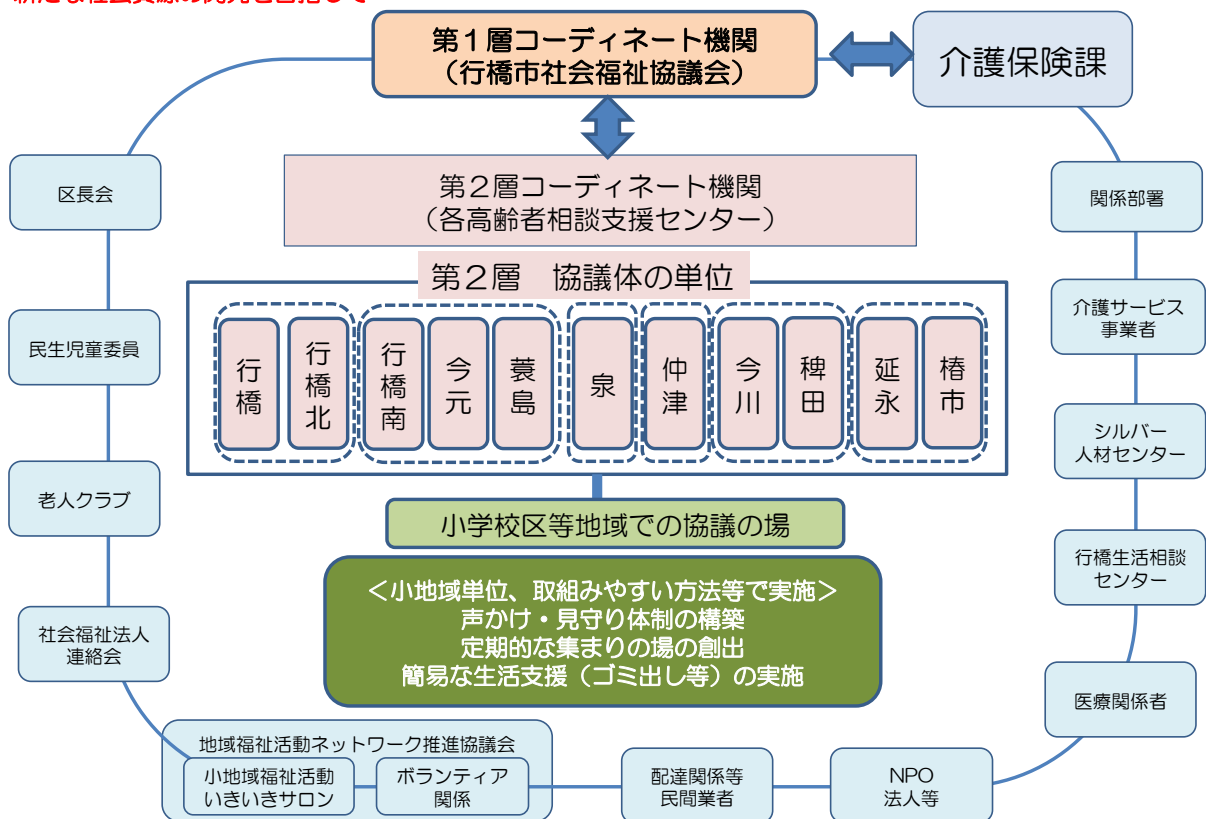 第１層コーディネート機関
（行橋市社会福祉協議会）
介護保険課
第２層コーディネート機関
（各高齢者相談支援センター）
第２層　協議体の単位
行橋
行橋北
行橋南
今元
蓑島
泉
仲津
今川
稗田
延永
椿市
小学校区等地域での協議の場
＜小地域単位、取組みやすい方法等で実施＞
声かけ・見守り体制の構築
定期的な集まりの場の創出
簡易な生活支援（ゴミ出し等）の実施
区長会
民生児童委員
老人クラブ
社会福祉法人
連絡会
地域福祉活動ネットワーク推進協議会
小地域福祉活動
いきいきサロン
ボランティア
関係
配達関係等
民間業者
NPO
法人等
医療関係者
行橋生活相談
センター
シルバー
人材センター
介護サービス
事業者
関係部署